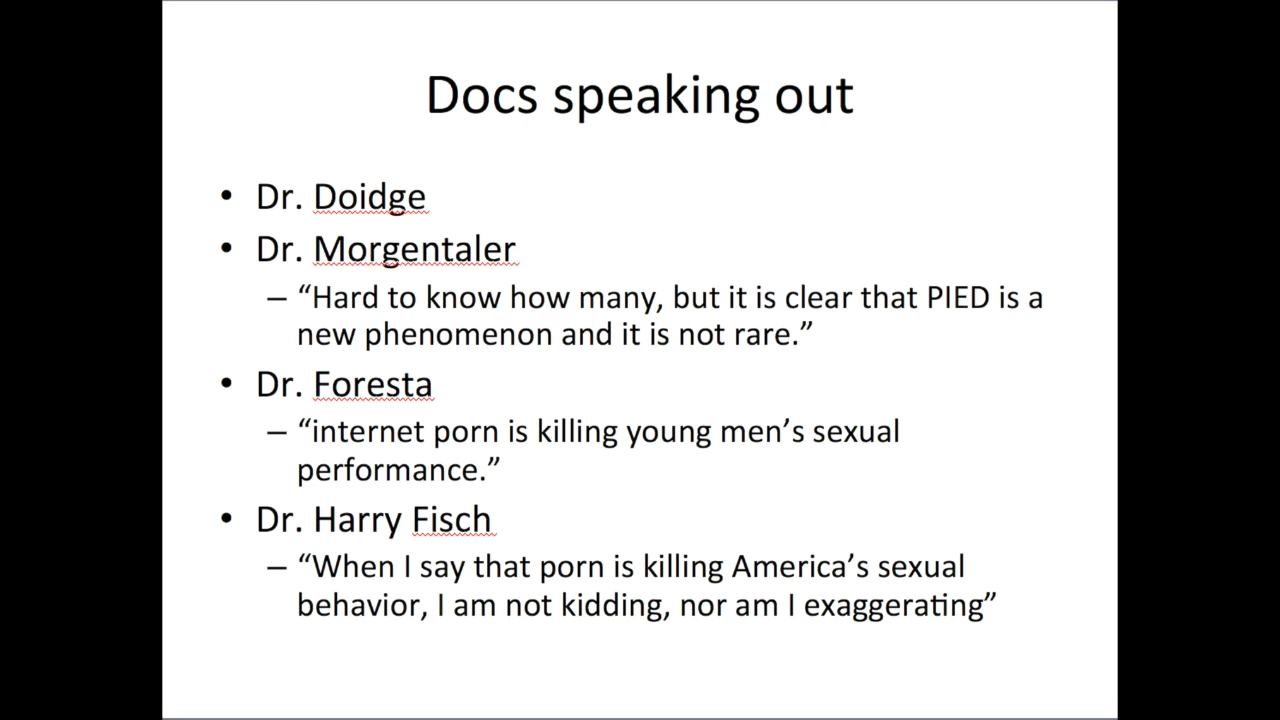 Docs speaking out
• Dr. Doidge
• Dr. Morgentaler
– “Hard to know how many, but it is clear that PIED is a
new phenomenon and it is not rare.”
• Dr. Foresta
– “internet porn is killing young men’s sexual
performance.”
• Dr. Harry Fisch
– “When I say that porn is killing America’s sexual
behavior, I am not kidding, nor am I exaggerating”